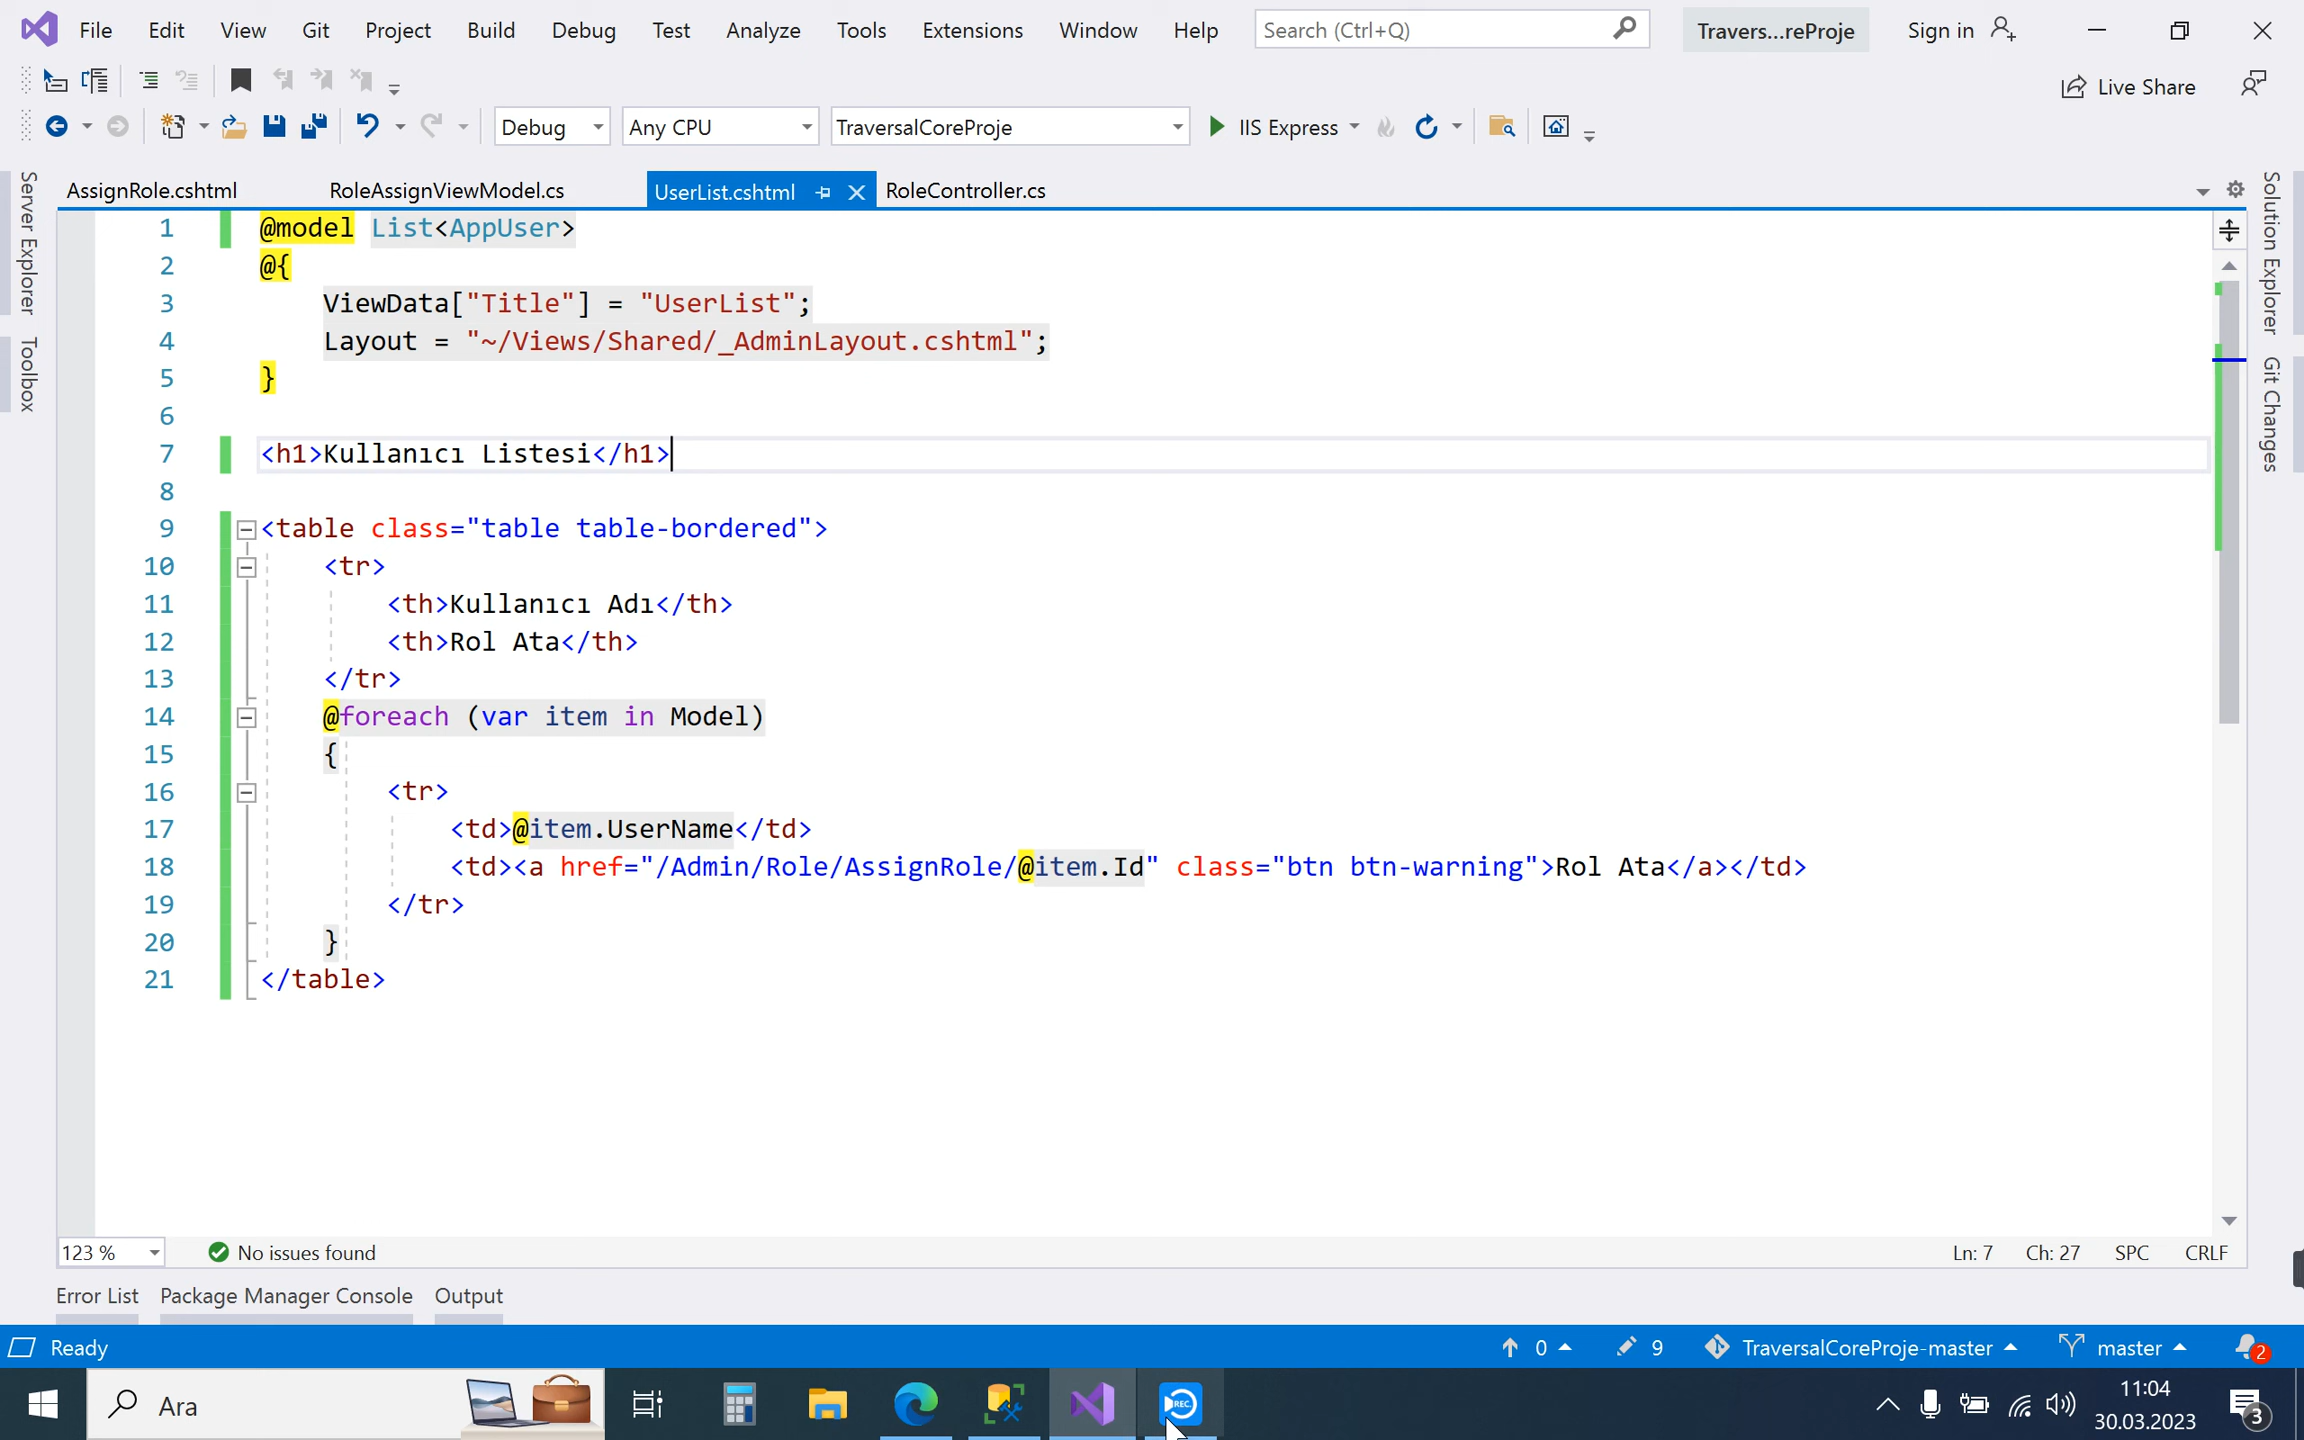 File Edit View Git Project Build Debug Test Analyze Tools Extensions Window Help Search (Ctrl+Q) Travers...reProje Sign in
Live Share
Debug Any CPU TraversalCoreProje IIS Express
AssignRole.cshtml RoleAssignViewModel.cs UserList.cshtml RoleController.cs
Server Explorer
Toolbox
Solution Explorer
Git Changes
1 @model List<AppUser>
2 @{
3 ViewData["Title"] = "UserList";
4 Layout = "~/Views/Shared/_AdminLayout.cshtml";
5 }
6
7 <h1>Kullanıcı Listesi</h1>
8
9 <table class="table table-bordered">
10 <tr>
11 <th>Kullanıcı Adı</th>
12 <th>Rol Ata</th>
13 </tr>
14 @foreach (var item in Model)
15 {
16 <tr>
17 <td>@item.UserName</td>
18 <td><a href="/Admin/Role/AssignRole/@item.Id" class="btn btn-warning">Rol Ata</a></td>
19 </tr>
20 }
21 </table>
123 % No issues found Ln: 7 Ch: 27 SPC CRLF
Error List Package Manager Console Output
Ready 0 9 TraversalCoreProje-master master 2
Ara REC 11:04
30.03.2023 3